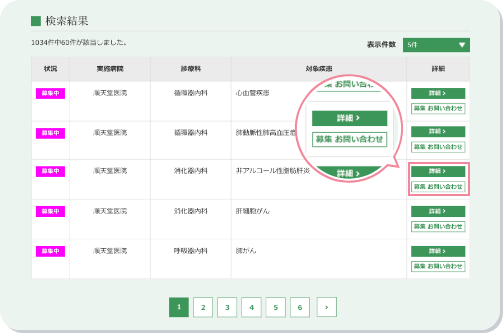 検索結果
1034件中60件が該当しました。
表示件数 5件
状況 実施病院 診療科 対象疾患 詳細
募集中 順天堂医院 循環器内科 心血管疾患 詳細
募集 お問い合わせ
募集中 順天堂医院 循環器内科 肺動脈性肺高血圧症 詳細
募集 お問い合わせ
募集中 順天堂医院 消化器内科 非アルコール性脂肪肝炎 詳細
募集 お問い合わせ
募集中 順天堂医院 消化器内科 肝細胞がん 詳細
募集 お問い合わせ
募集中 順天堂医院 呼吸器内科 肺がん 詳細
募集 お問い合わせ
集 お問い合わ
詳細
募集 お問い合わせ
詳細
1 2 3 4 5 6 ›